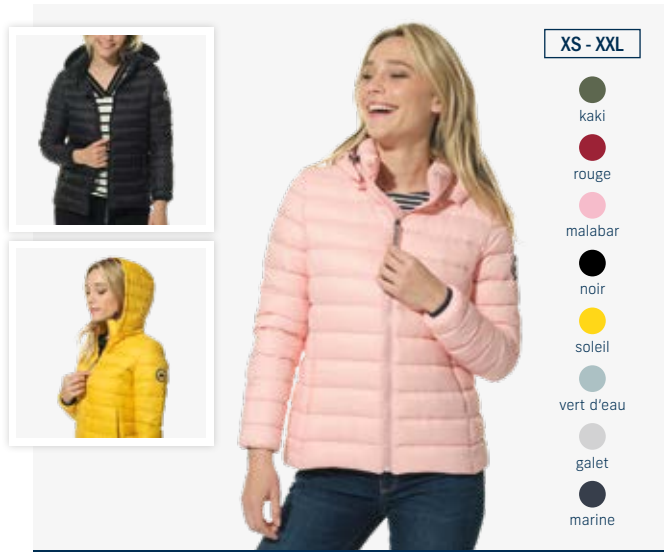 XS - XXL
kaki
rouge
malabar
noir
soleil
vert d'eau
galet
marine